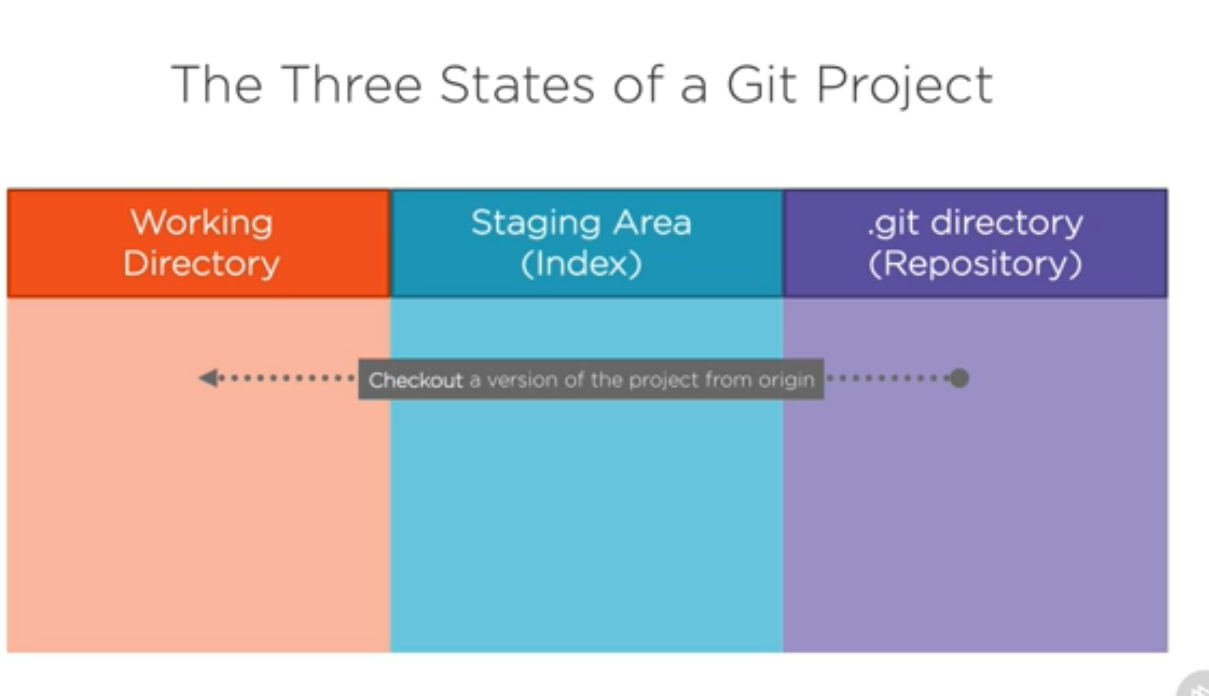 The Three States of a Git Project
Working
Directory
Staging Area
(Index)
.git directory
(Repository)
Checkout a version of the project from origin